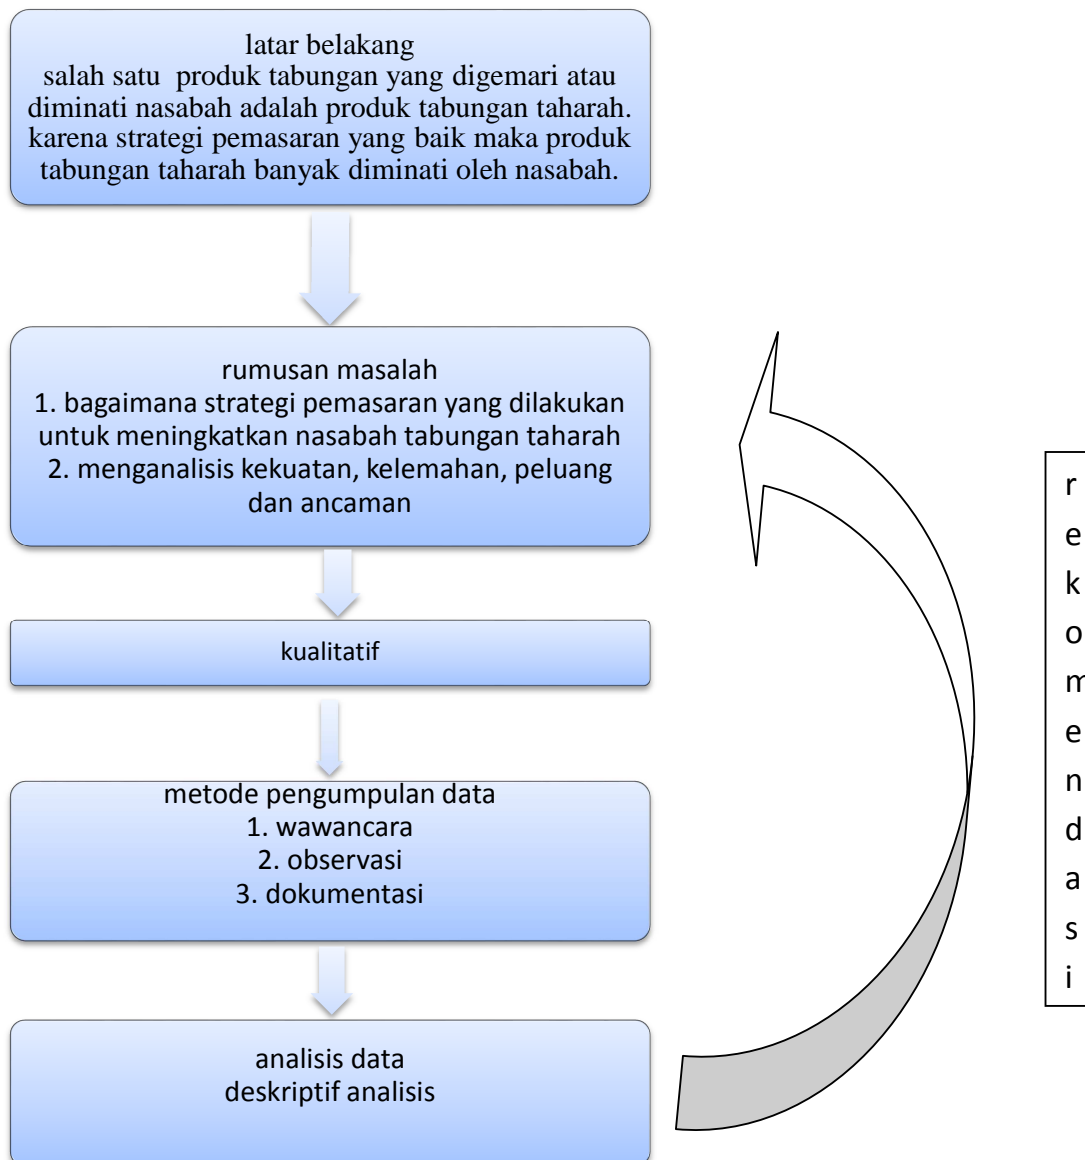 latar belakang
salah satu produk tabungan yang digemari atau
diminati nasabah adalah produk tabungan taharah.
karena strategi pemasaran yang baik maka produk
tabungan taharah banyak diminati oleh nasabah.
rumusan masalah
1. bagaimana strategi pemasaran yang dilakukan
untuk meningkatkan nasabah tabungan taharah
2. menganalisis kekuatan, kelemahan, peluang
dan ancaman
kualitatif
metode pengumpulan data
1. wawancara
2. observasi
3. dokumentasi
analisis data
deskriptif analisis
r
e
k
o
m
e
n
d
a
s
i